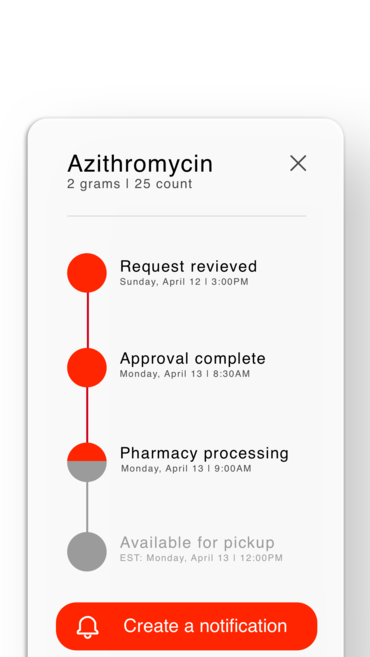 Azithromycin
2 grams | 25 count
Request revieved
Sunday, April 12 | 3:00PM
Approval complete
Monday, April 13 | 8:30AM
Pharmacy processing
Monday, April 13 | 9:00AM
Available for pickup
EST: Monday, April 13 | 12:00PM
Create a notification